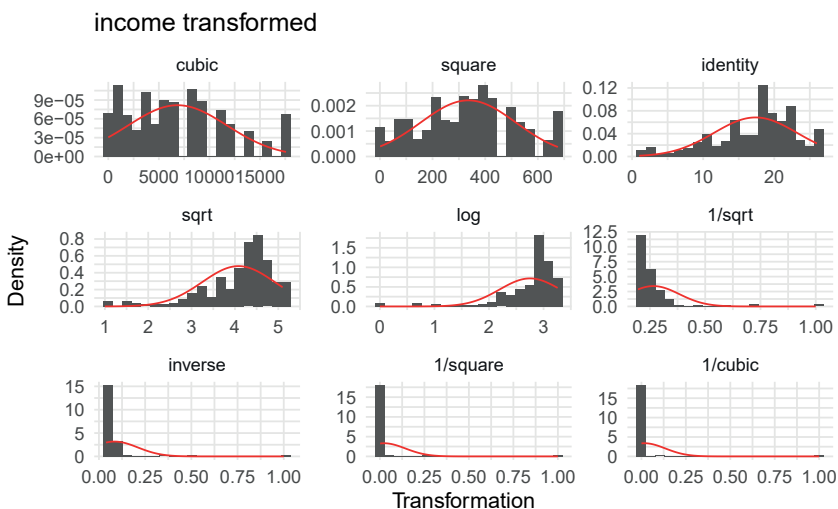 income transformed
cubic square identity
9e−05 0.002 0.12
6e−05 0.08
3e−05 0.001 0.04
0e+00 0.000 0.00
0 5000 10000 15000 0 200 400 600 10 20
sqrt log 1/sqrt
0.8 1.5 12.5
0.6 1.0 10.0
0.4 7.5
0.2 0.5 5.0
0.0 0.0 2.5
0.0
1 2 3 4 5 0 1 2 3 0.25 0.50 0.75 1.00
inverse 1/square 1/cubic
15 15 15
10 10 10
5 5 5
0 0 0
0.00 0.25 0.50 0.75 1.00 0.00 0.25 0.50 0.75 1.00 0.00 0.25 0.50 0.75 1.00
Density
Transformation